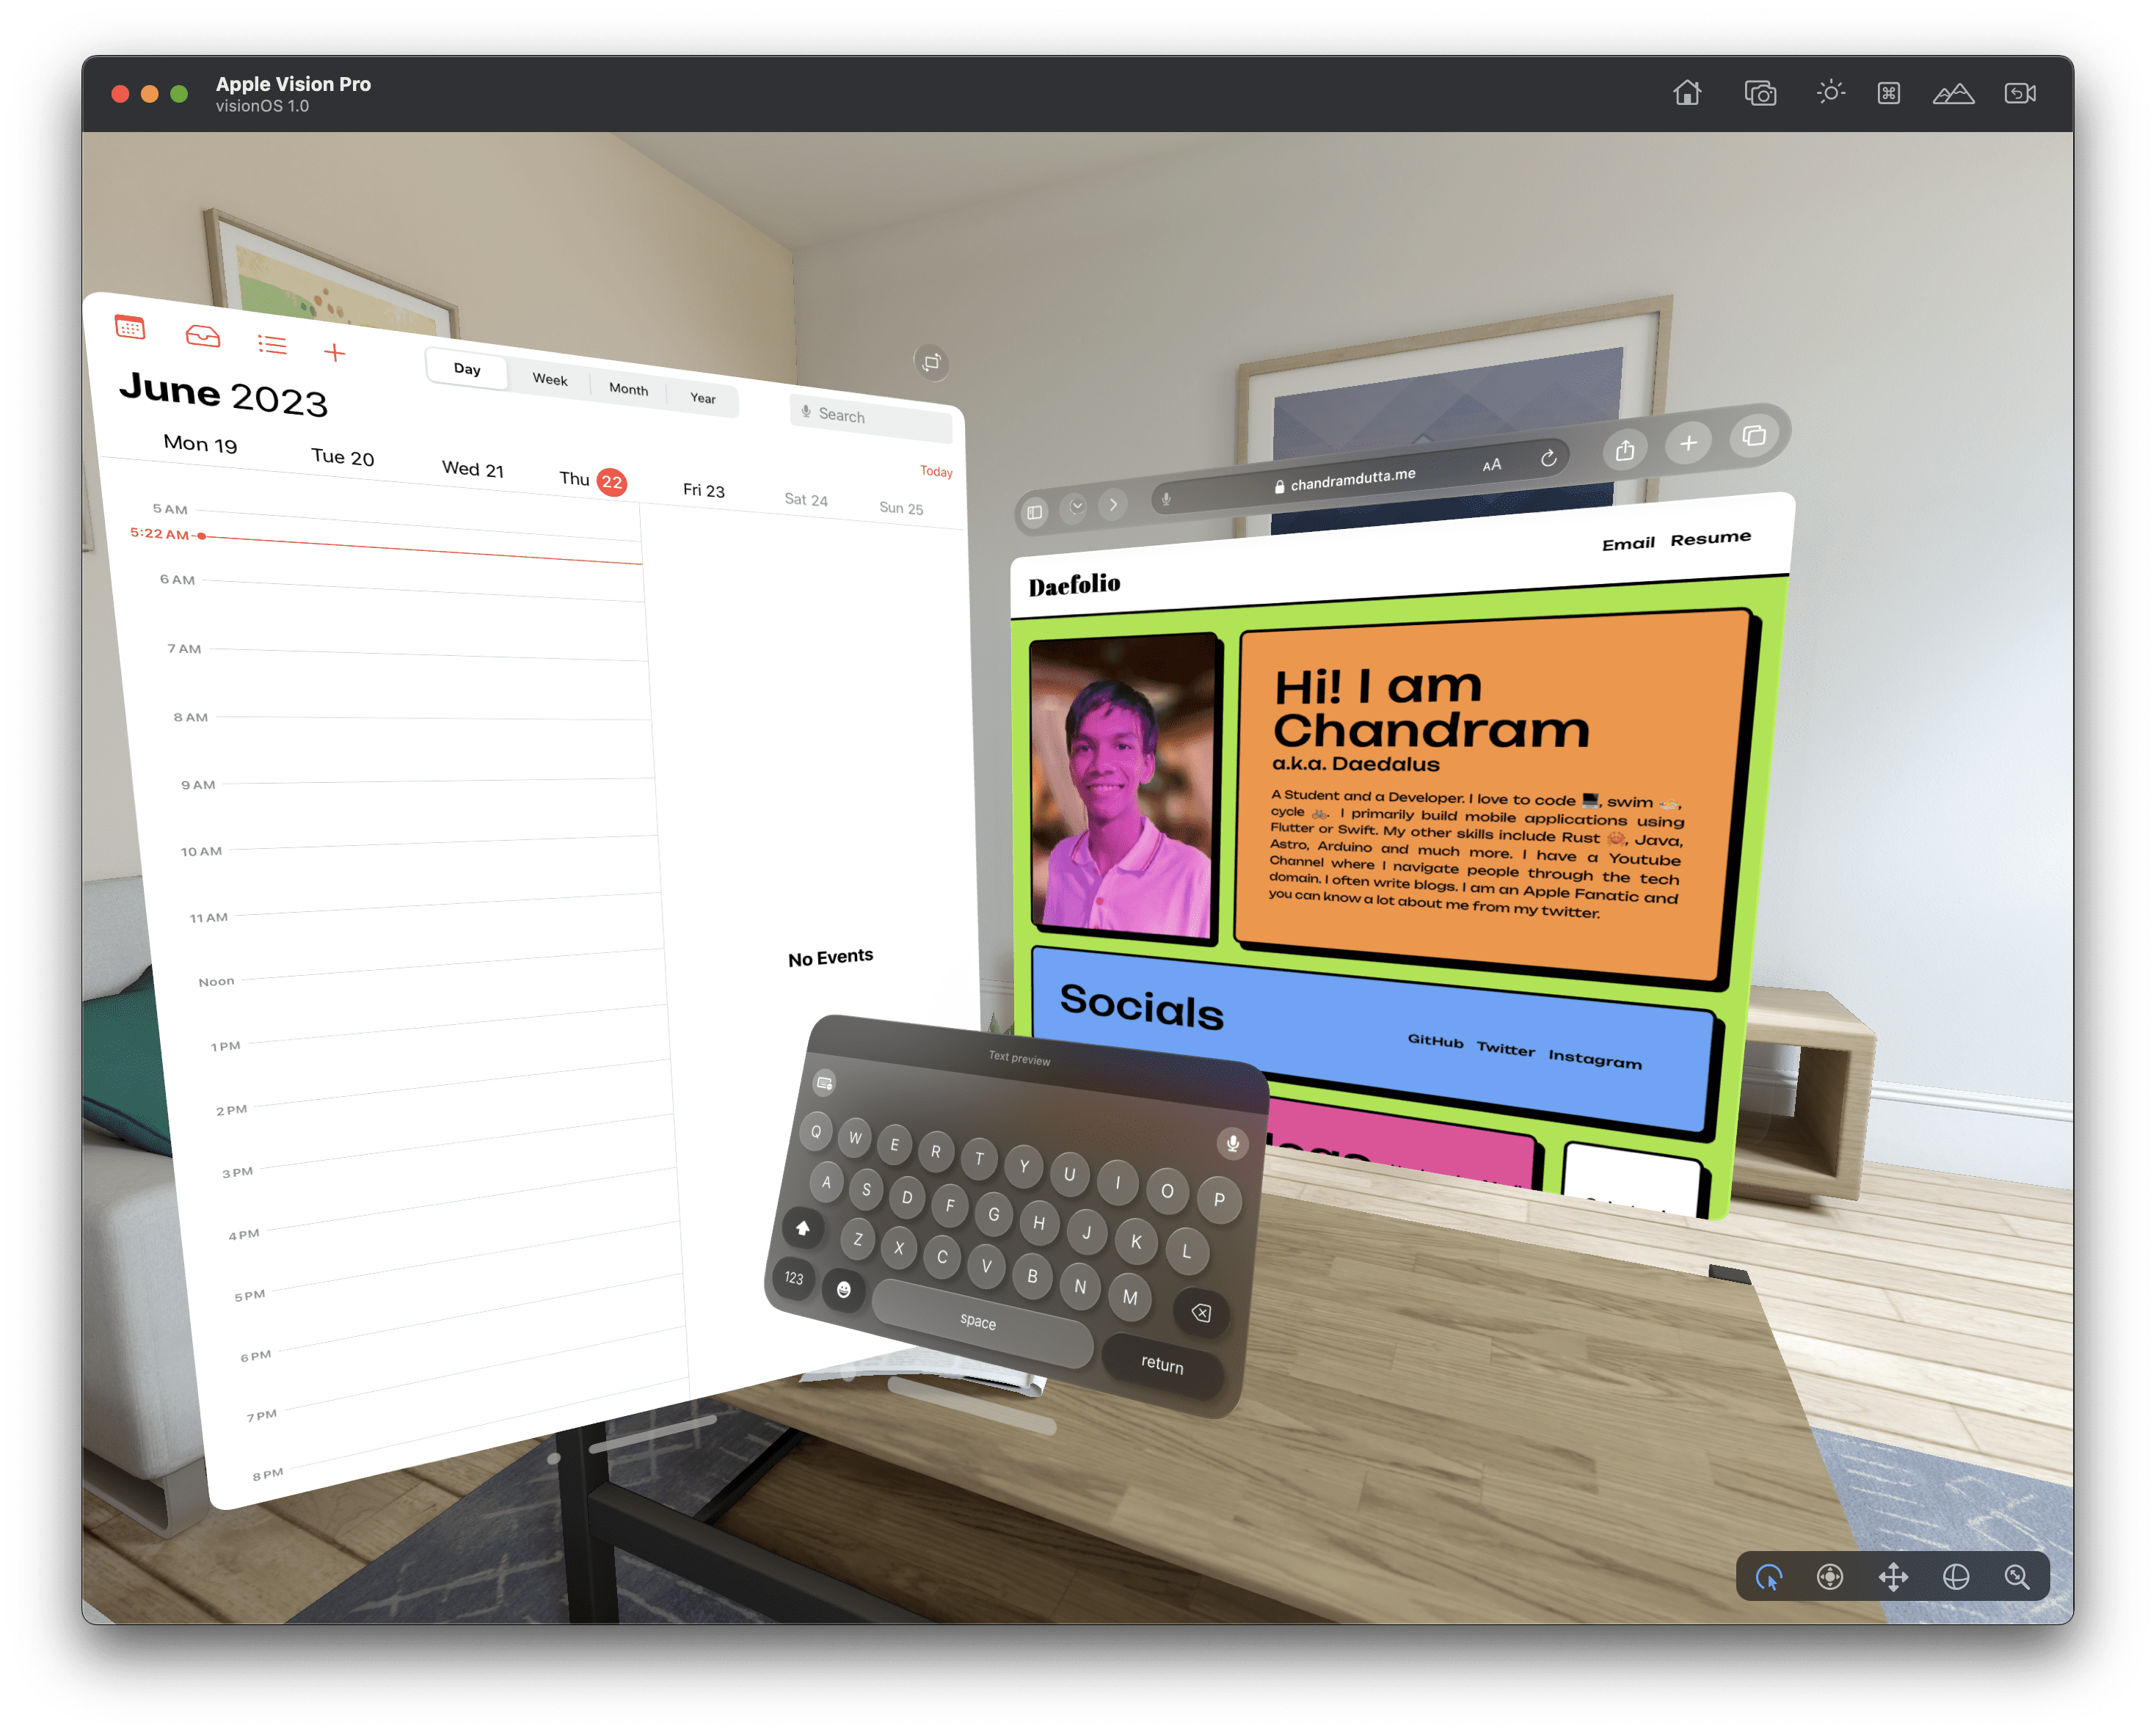 Apple Vision Pro
visionOS 1.0
Day Week Month Year
Search
June 2023
Today
Mon 19 Tue 20 Wed 21 Thu 22 Fri 23 Sat 24 Sun 25
5 AM
5:22 AM
6 AM
7 AM
8 AM
9 AM
10 AM
11 AM
Noon
1 PM
2 PM
3 PM
4 PM
5 PM
6 PM
7 PM
8 PM
No Events
chandramdutta.me
AA
Daefolio
Email Resume
Hi! I am
Chandram
a.k.a. Daedalus
A Student and a Developer. I love to code 💻, swim 🏊,
cycle 🚲. I primarily build mobile applications using
Flutter or Swift. My other skills include Rust 🦀, Java,
Astro, Arduino and much more. I have a Youtube
Channel where I navigate people through the tech
domain. I often write blogs. I am an Apple Fanatic and
you can know a lot about me from my twitter.
Socials
GitHub Twitter Instagram
Text preview
Q W E R T Y U I O P
A S D F G H J K L
Z X C V B N M
123
space
return